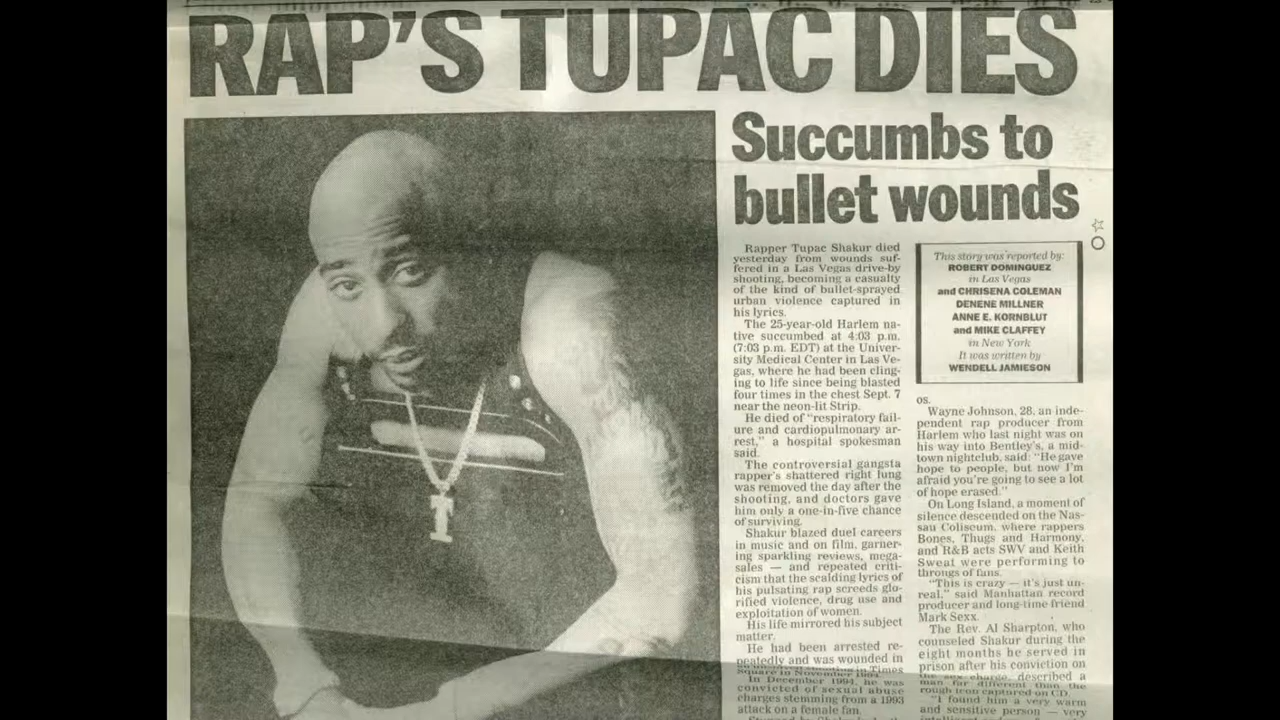 RAP'S TUPAC DIES
Succumbs to
bullet wounds
Rapper Tupac Shakur died
yesterday from wounds suf-
fered in a Las Vegas drive-by
shooting, becoming a casualty
of the kind of bullet-sprayed
urban violence captured in
his lyrics.
The 25-year-old Harlem na-
tive succumbed at 4:03 p.m.
(7:03 p.m. EDT) at the Univer-
sity Medical Center in Las Ve-
gas, where he had been cling-
ing to life since being blasted
four times in the chest Sept. 7
near the neon-lit Strip.
He died of "respiratory fail-
ure and cardiopulmonary ar-
rest," a hospital spokesman
said.
The controversial gangsta
rapper's shattered right lung
was removed the day after the
shooting, and doctors gave
him only a one-in-five chance
of surviving.
Shakur blazed duel careers
in music and on film, garner-
ing sparkling reviews, mega-
sales — and repeated criti-
cism that the scalding lyrics of
his pulsating rap screeds glo-
rified violence, drug use and
exploitation of women.
His life mirrored his subject
matter.
He had been arrested re-
peatedly and was wounded in
Square in November 1994.
In December 1994, he was
convicted of sexual abuse
charges stemming from a 1993
attack on a female fan.
This story was reported by:
ROBERT DOMINGUEZ
in Las Vegas
and CHRISENA COLEMAN
DENENE MILLNER
ANNE E. KORNBLUT
and MIKE CLAFFEY
in New York
It was written by
WENDELL JAMIESON
os.
Wayne Johnson, 28, an inde-
pendent rap producer from
Harlem who last night was on
his way into Bentley's, a mid-
town nightclub, said: "He gave
hope to people, but now I'm
afraid you're going to see a lot
of hope erased."
On Long Island, a moment of
silence descended on the Nas-
sau Coliseum, where rappers
Bones, Thugs and Harmony,
and R&B acts SWV and Keith
Sweat were performing to
throngs of fans.
"This is crazy — it's just un-
real," said Manhattan record
producer and long-time friend
Mark Sexx.
The Rev. Al Sharpton, who
counseled Shakur during the
eight months he served in
prison after his conviction on
the sex charge, described a
man far different than the
rough icon captured on CD.
"I found him a very warm
and sensitive person — very